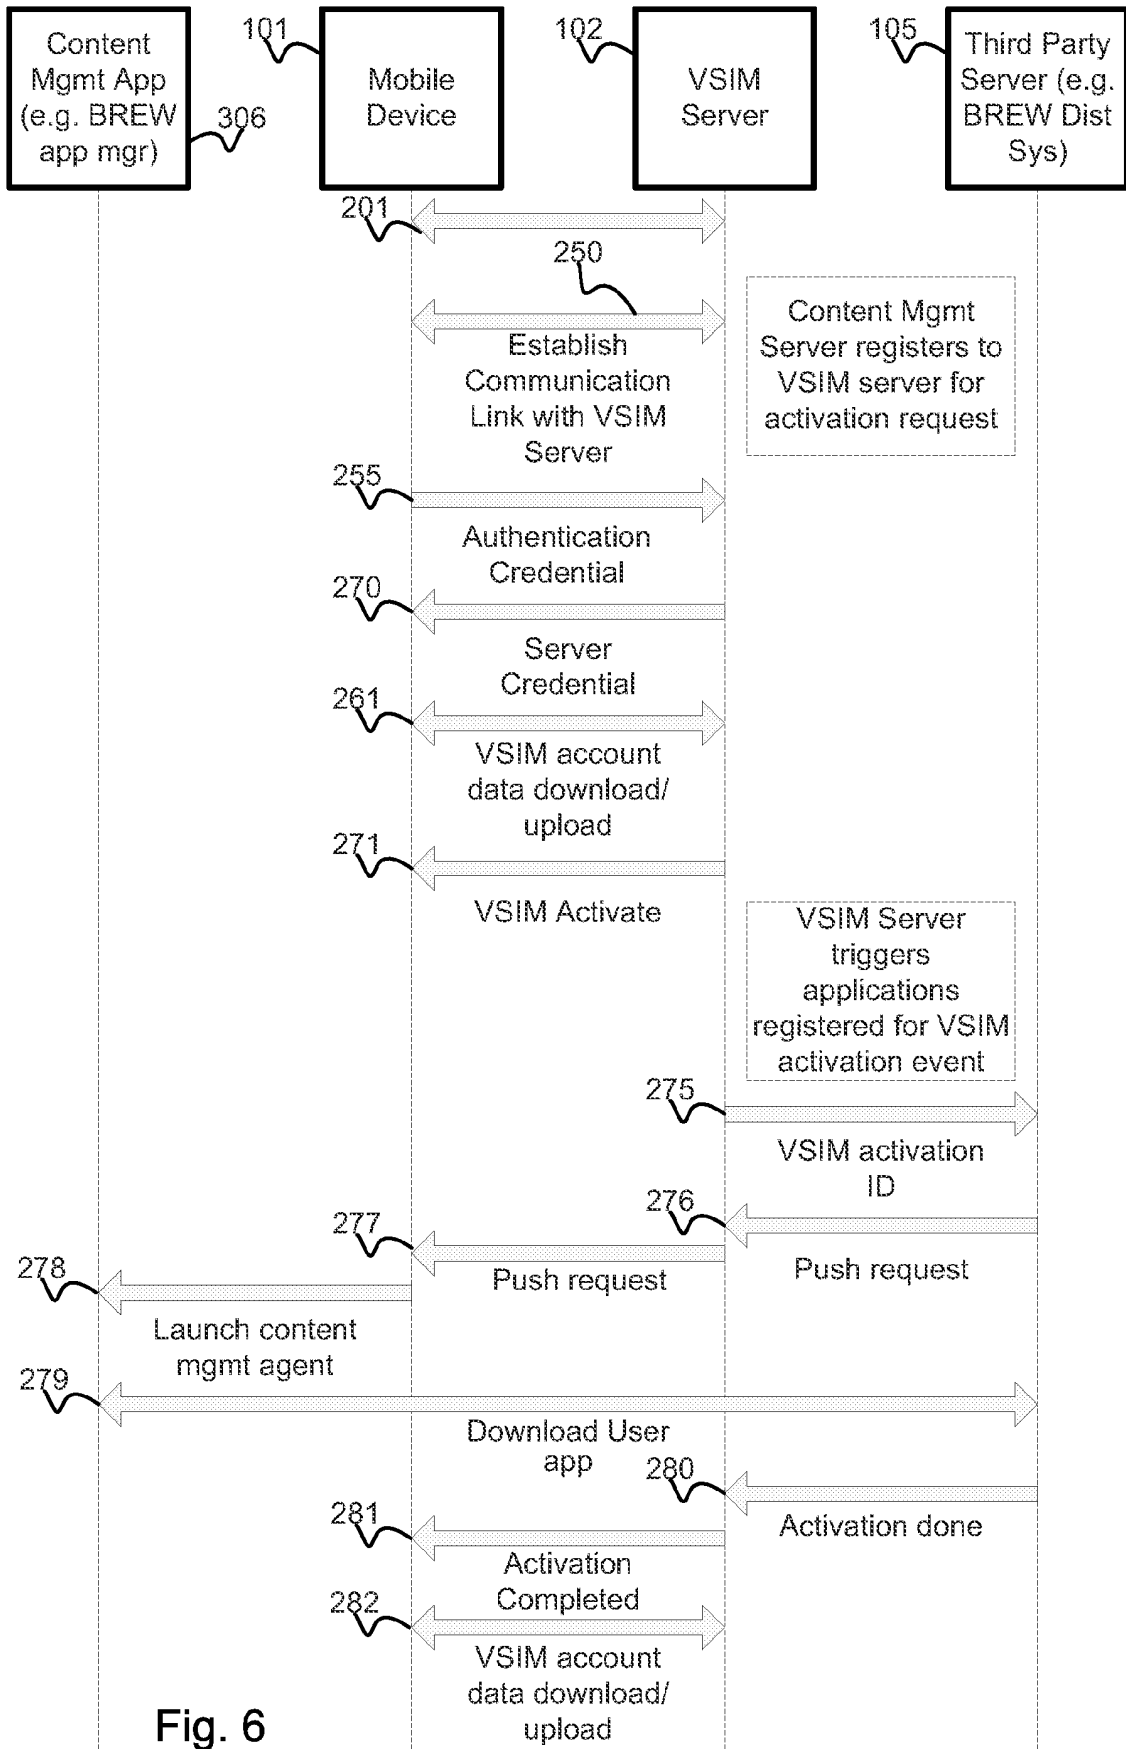 Content
Mgmt App
(e.g. BREW
app mgr)
306
101
Mobile
Device
102
VSIM
Server
105
Third Party
Server (e.g.
BREW Dist
Sys)
201
250
Establish
Communication
Link with VSIM
Server
Content Mgmt
Server registers to
VSIM server for
activation request
255
Authentication
Credential
270
Server
Credential
261
VSIM account
data download/
upload
271
VSIM Activate
VSIM Server
triggers
applications
registered for VSIM
activation event
275
VSIM activation
ID
276
Push request
277
Push request
278
Launch content
mgmt agent
279
Download User
app
280
Activation done
281
Activation
Completed
282
VSIM account
data download/
upload
Fig. 6